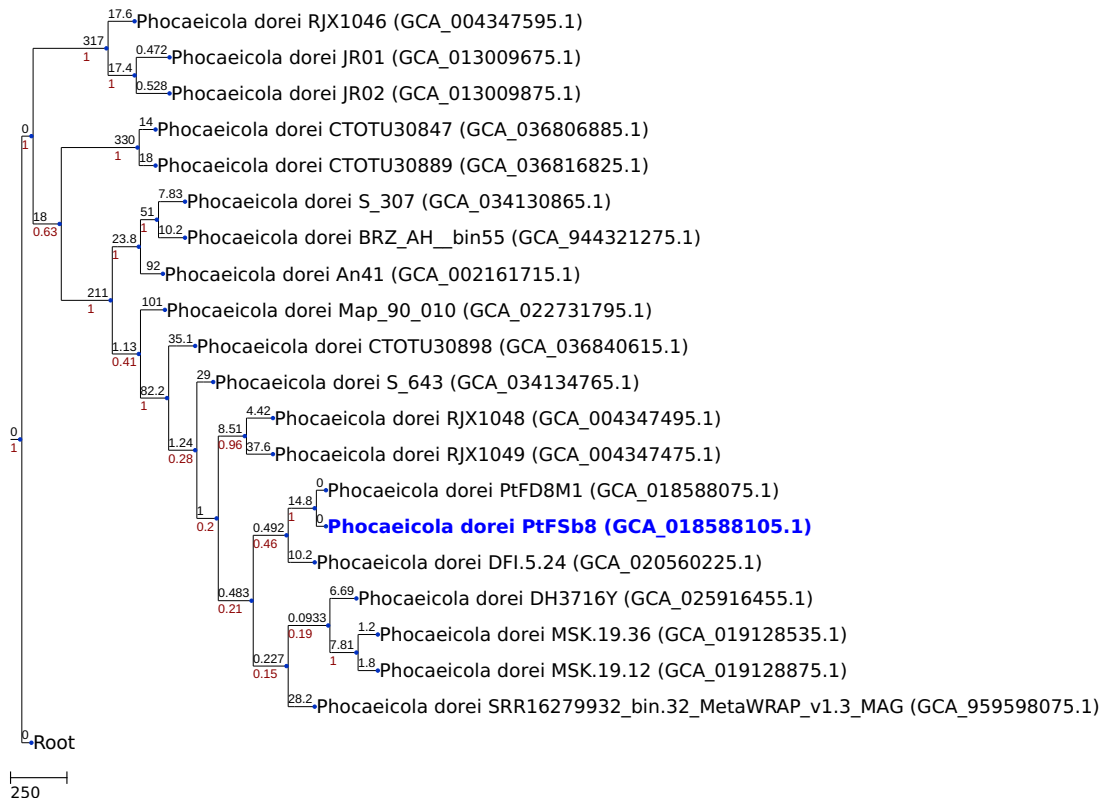 17.6 Phocaeicola dorei RJX1046 (GCA_004347595.1)
317
1
0.472 Phocaeicola dorei JR01 (GCA_013009675.1)
17.4
1
0.528 Phocaeicola dorei JR02 (GCA_013009875.1)
14 Phocaeicola dorei CTOTU30847 (GCA_036806885.1)
0
1
330
1
18 Phocaeicola dorei CTOTU30889 (GCA_036816825.1)
7.83 Phocaeicola dorei S_307 (GCA_034130865.1)
18
0.63
51
1
10.2 Phocaeicola dorei BRZ_AH__bin55 (GCA_944321275.1)
23.8
1
92 Phocaeicola dorei An41 (GCA_002161715.1)
211
1
101 Phocaeicola dorei Map_90_010 (GCA_022731795.1)
1.13
0.41
35.1 Phocaeicola dorei CTOTU30898 (GCA_036840615.1)
82.2
1
29 Phocaeicola dorei S_643 (GCA_034134765.1)
4.42 Phocaeicola dorei RJX1048 (GCA_004347495.1)
8.51
0.96
0
1
1.24
0.28
37.6 Phocaeicola dorei RJX1049 (GCA_004347475.1)
0 Phocaeicola dorei PtFD8M1 (GCA_018588075.1)
14.8
1
1
0.2
0 Phocaeicola dorei PtFSb8 (GCA_018588105.1)
0.492
0.46
10.2 Phocaeicola dorei DFI.5.24 (GCA_020560225.1)
0.483
0.21
6.69 Phocaeicola dorei DH3716Y (GCA_025916455.1)
0.0933
0.19
1.2 Phocaeicola dorei MSK.19.36 (GCA_019128535.1)
7.81
1
0.227
0.15
1.8 Phocaeicola dorei MSK.19.12 (GCA_019128875.1)
28.2 Phocaeicola dorei SRR16279932_bin.32_MetaWRAP_v1.3_MAG (GCA_959598075.1)
0 Root
250